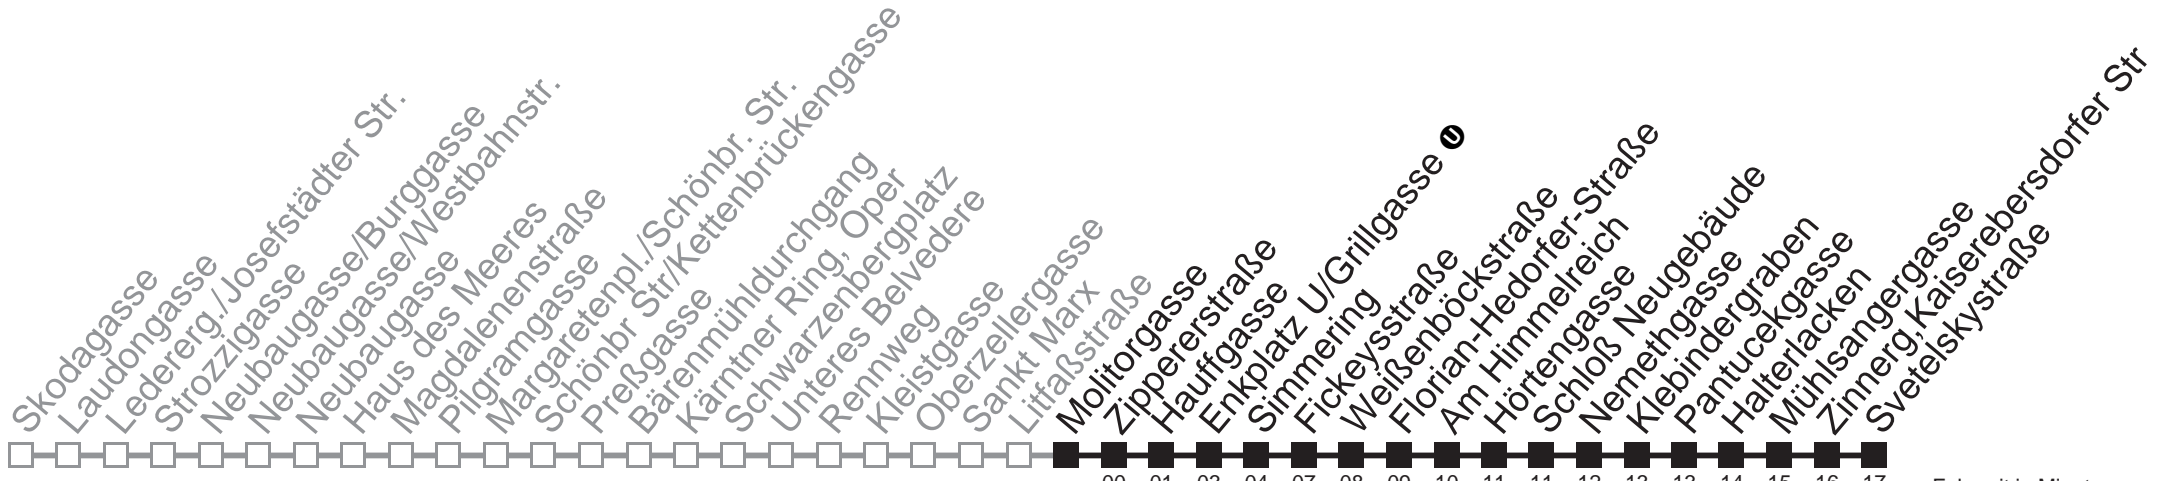 Skodagasse
Laudongasse
Ledererg./Josefstädter Str.
Strozzigasse
Neubaugasse/Burggasse
Neubaugasse/Westbahnstr.
Neubaugasse
Haus des Meeres
Magdalenenstraße
Pilgramgasse
Margaretenpl./Schönbr. Str.
Schönbr Str/Kettenbrückengasse
Preßgasse
Bärenmühldurchgang
Kärntner Ring, Oper
Schwarzenbergplatz
Unteres Belvedere
Rennweg
Kleistgasse
Oberzellergasse
Sankt Marx
Litfaßstraße
Molitorgasse
Zippererstraße
Hauffgasse
Enkplatz U/Grillgasse U
Simmering
Fickeysstraße
Weißenböckstraße
Florian-Hedorfer-Straße
Am Himmelreich
Hörtengasse
Schloß Neugebäude
Nemethgasse
Klebindergraben
Pantucekgasse
Halterlacken
Mühlsangergasse
Zinnerg,Kaiserebersdorfer Str
Svetelskystraße